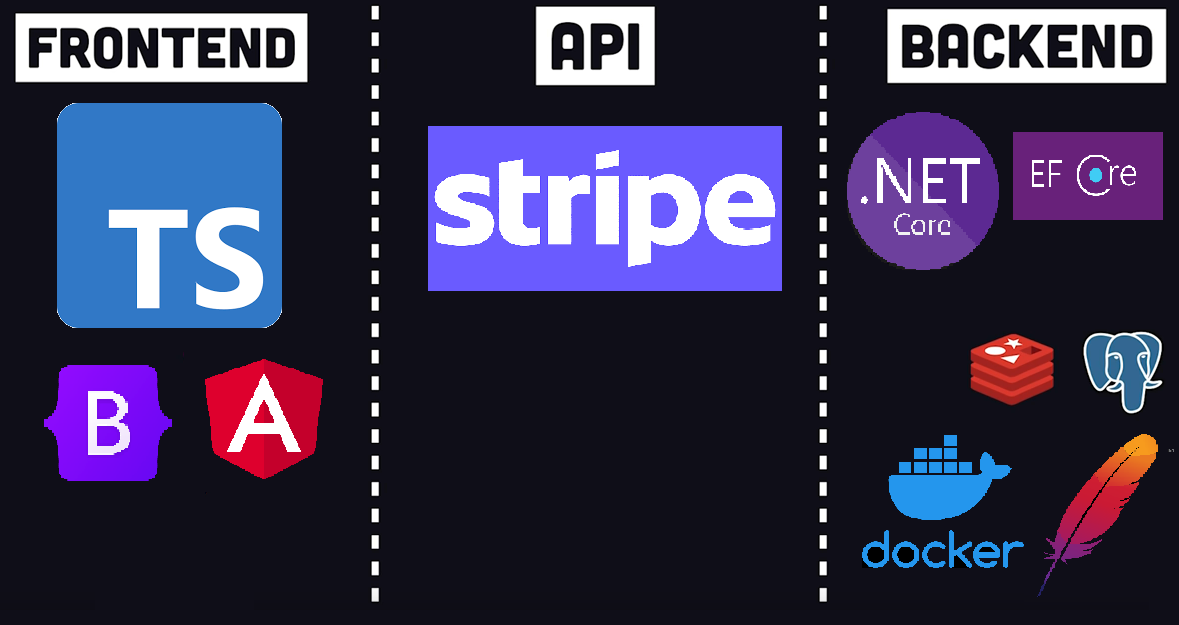 FRONTEND
API
BACKEND
TS
stripe
.NET
Core
EF Core
B
A
docker